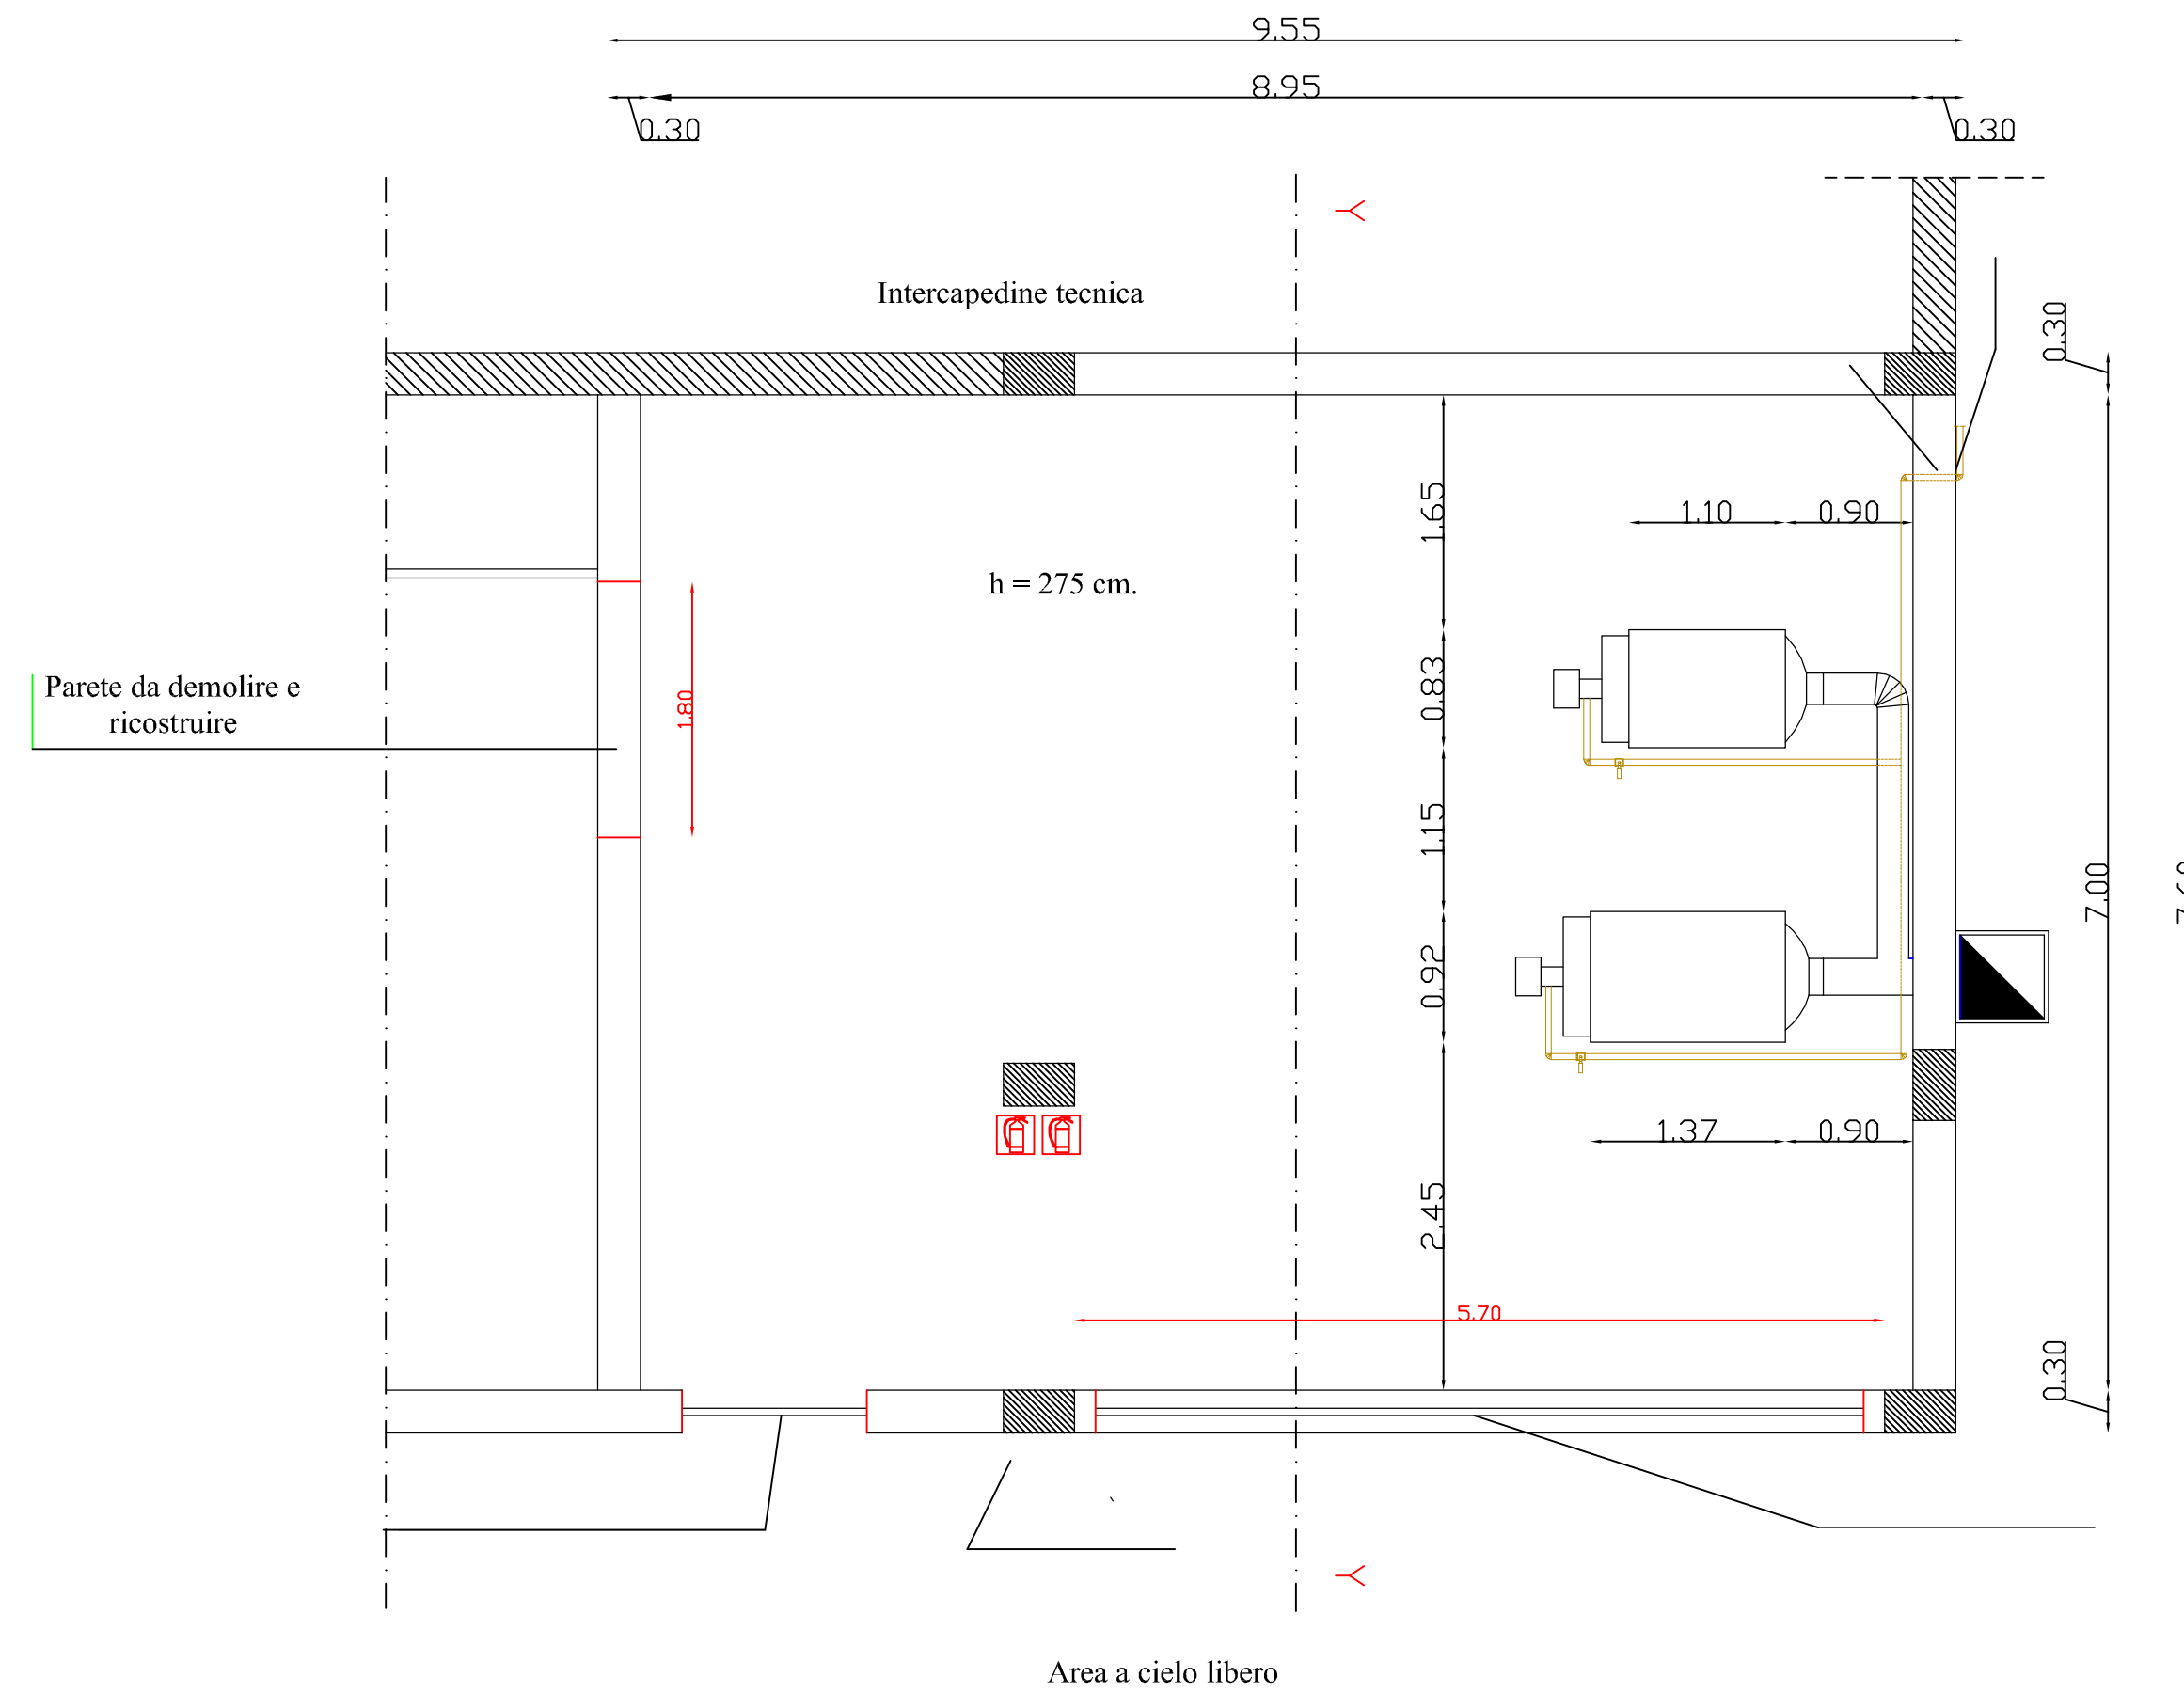 9.55
8.95
0.30
0.30
Intercapedine tecnica
0.30
1.65
1.10
0.90
h = 275 cm.
Parete da demolire e
ricostruire
1.80
0.83
1.15
7.00
0.92
1.37
0.90
2.45
5.70
0.30
Y
Y
Area a cielo libero